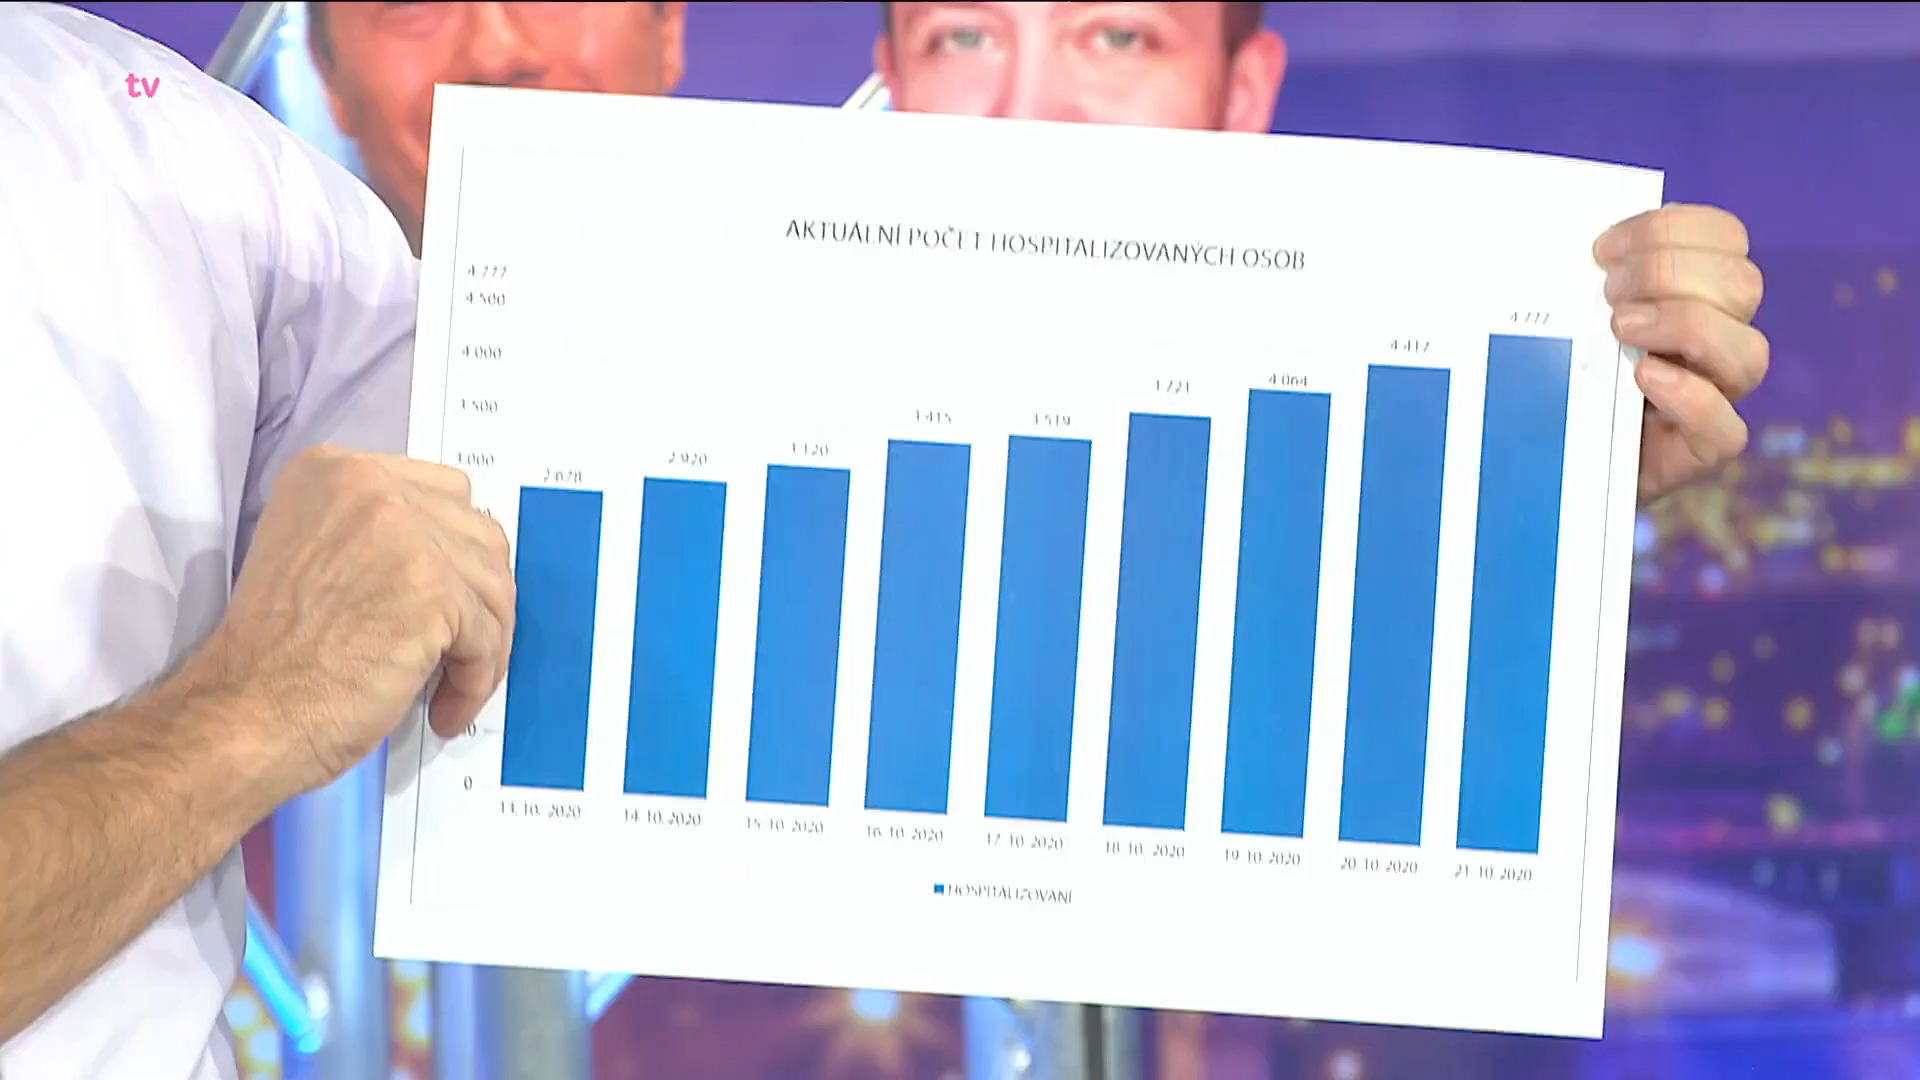 tv
AKTUÁLNÍ POČET HOSPITALIZOVANÝCH OSOB
4 777
4 500
4 000
3 500
3 000
0
0
2 678
2 920
3 120
3 415
3 519
3 721
4 064
4 417
4 777
13. 10. 2020
14. 10. 2020
15. 10. 2020
16. 10. 2020
17. 10. 2020
18. 10. 2020
19. 10. 2020
20. 10. 2020
21. 10. 2020
HOSPITALIZOVANÍ